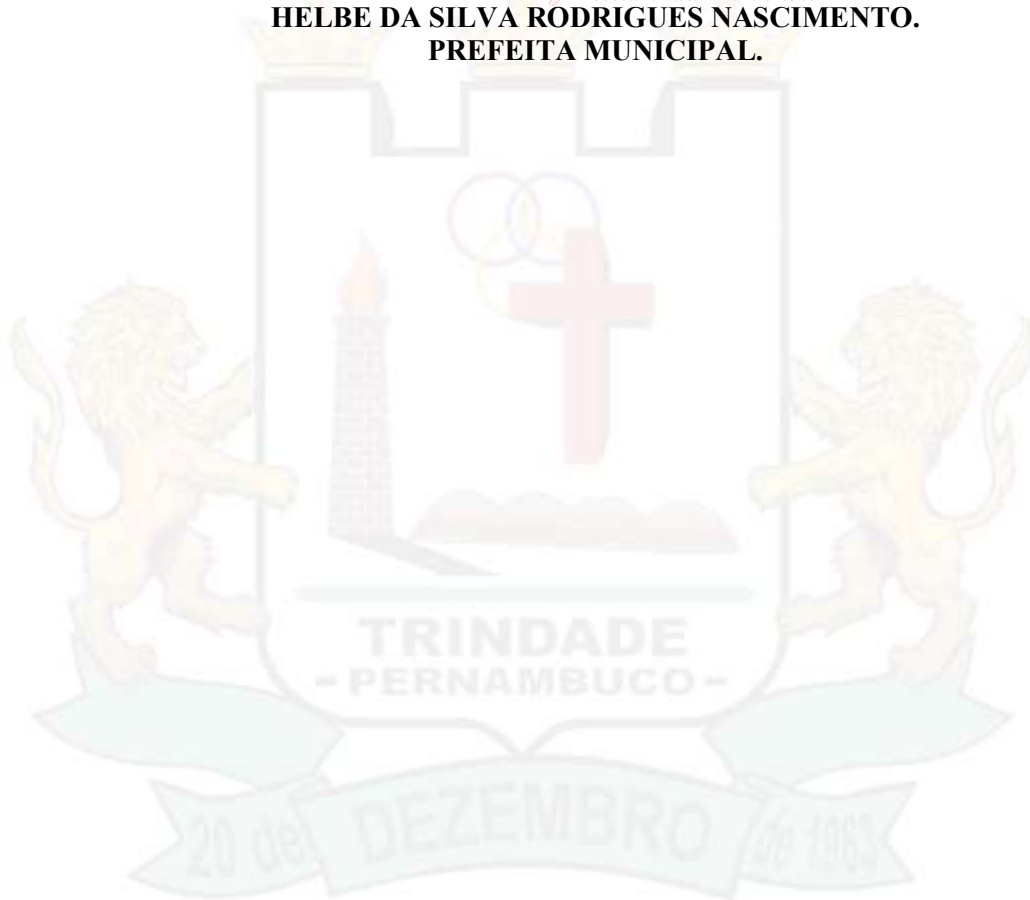 HELBE DA SILVA RODRIGUES NASCIMENTO.
PREFEITA MUNICIPAL.
TRINDADE
- PERNAMBUCO -
20 de DEZEMBRO de 1963